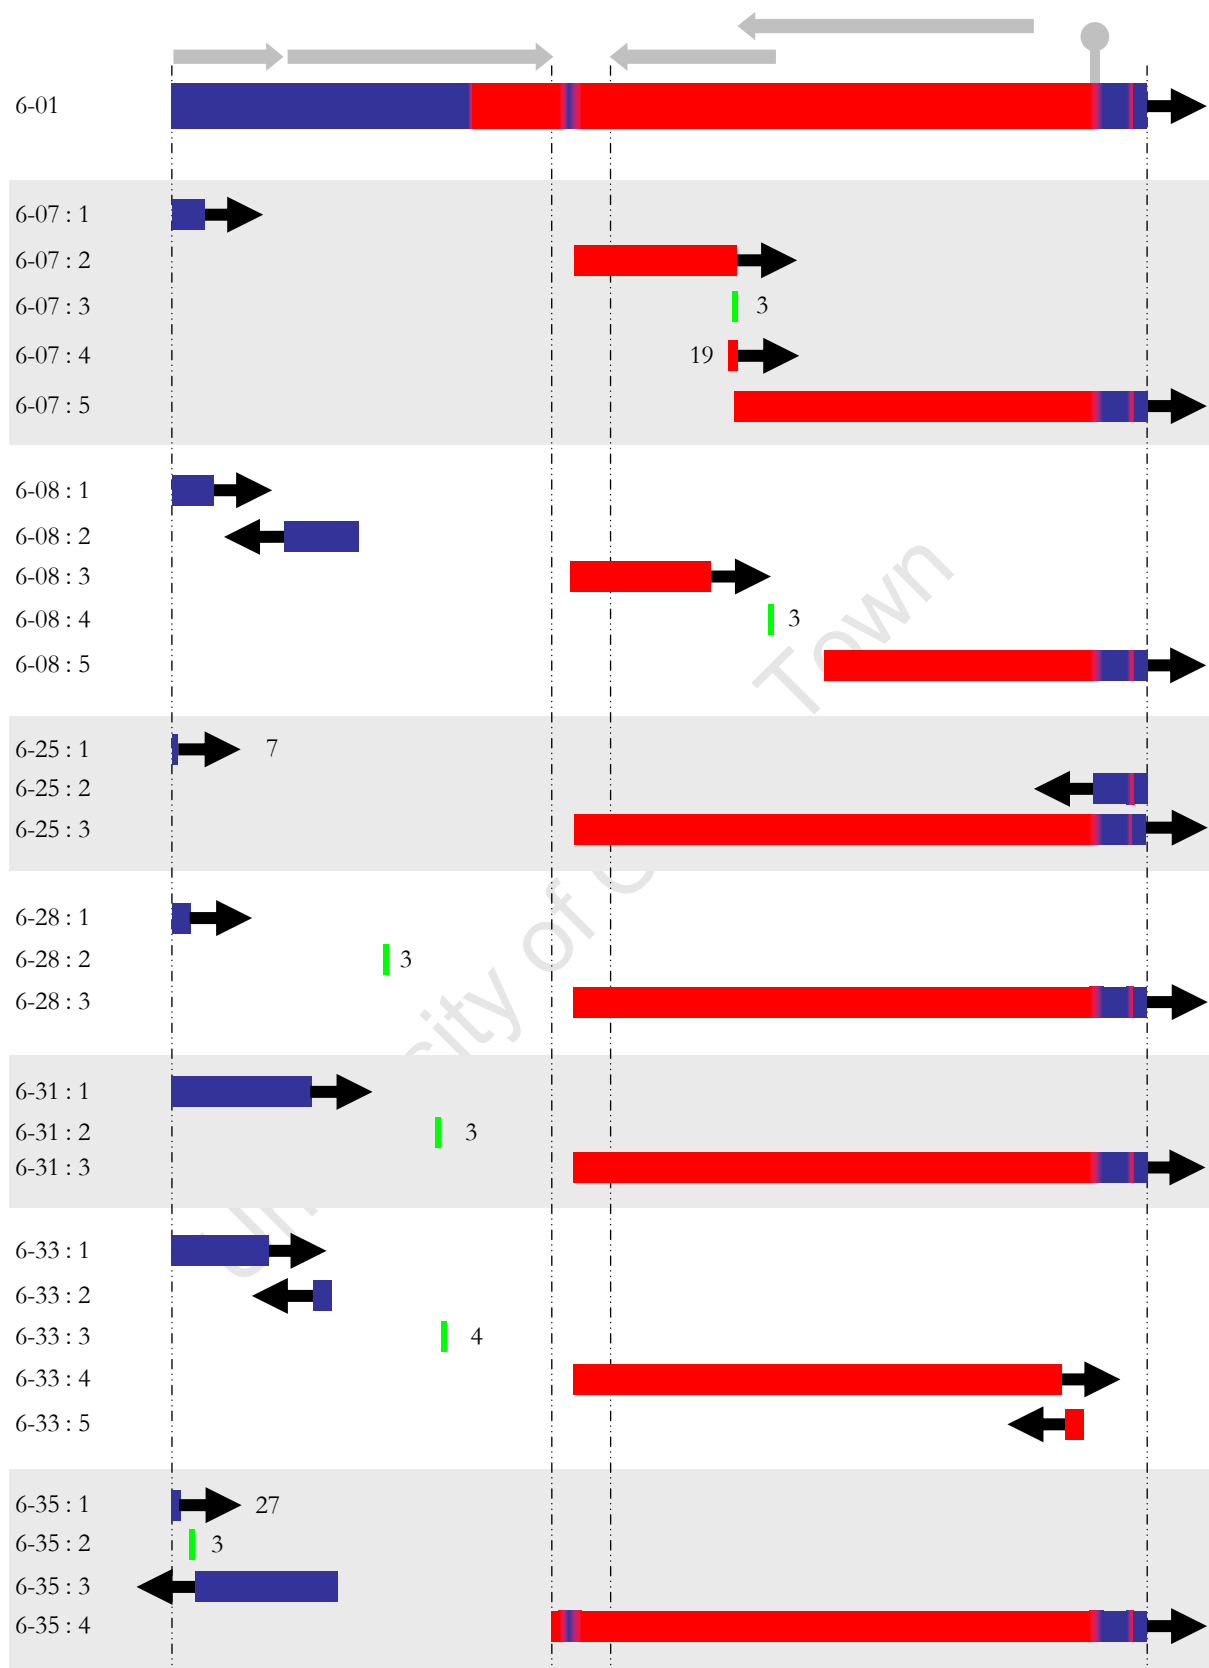 6-01
6-07 : 1
6-07 : 2
6-07 : 3 3
6-07 : 4 19
6-07 : 5
6-08 : 1
6-08 : 2
6-08 : 3
6-08 : 4 3
6-08 : 5
6-25 : 1 7
6-25 : 2
6-25 : 3
6-28 : 1
6-28 : 2 3
6-28 : 3
6-31 : 1
6-31 : 2 3
6-31 : 3
6-33 : 1
6-33 : 2
6-33 : 3 4
6-33 : 4
6-33 : 5
6-35 : 1 27
6-35 : 2 3
6-35 : 3
6-35 : 4
Town